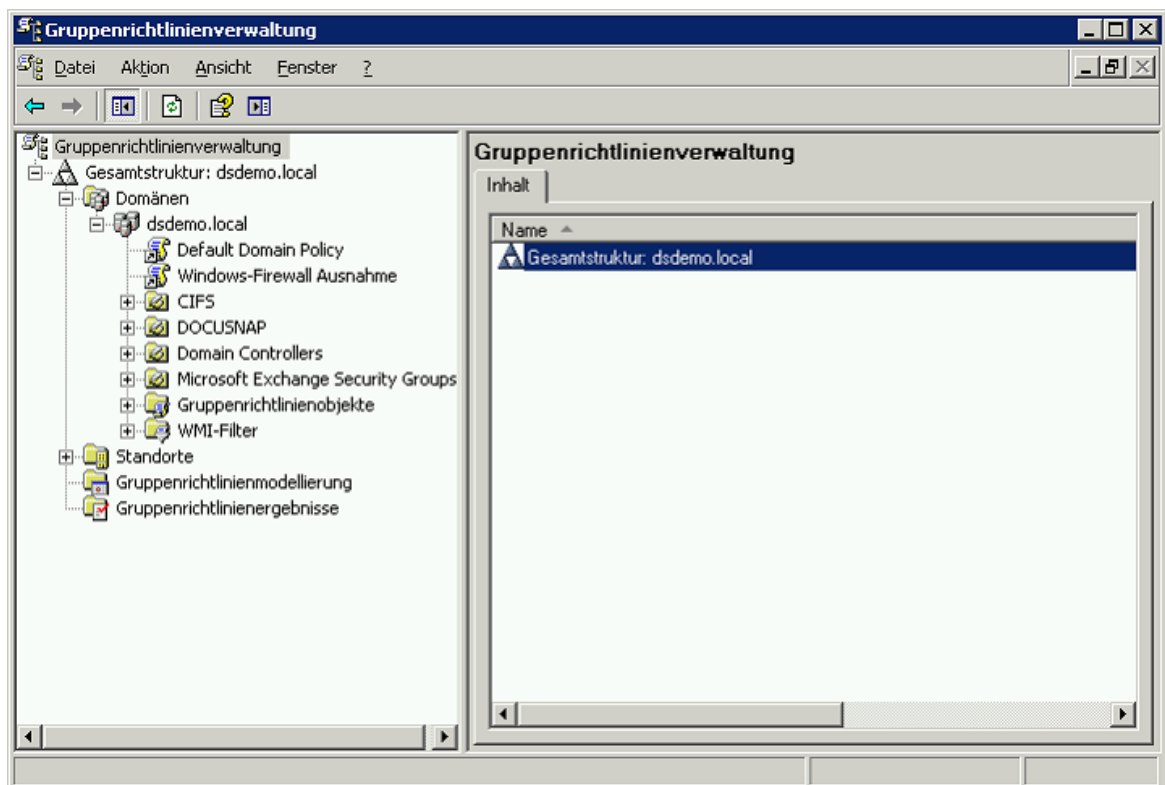 Gruppenrichtlinienverwaltung
Datei Aktion Ansicht Fenster ?
Gruppenrichtlinienverwaltung
Gesamtstruktur: dsdemo.local
Domänen
dsdemo.local
Default Domain Policy
Windows-Firewall Ausnahme
CIFS
DOCUSNAP
Domain Controllers
Microsoft Exchange Security Groups
Gruppenrichtlinienobjekte
WMI-Filter
Standorte
Gruppenrichtlinienmodellierung
Gruppenrichtlinienergebnisse
Gruppenrichtlinienverwaltung
Inhalt
Name
Gesamtstruktur: dsdemo.local